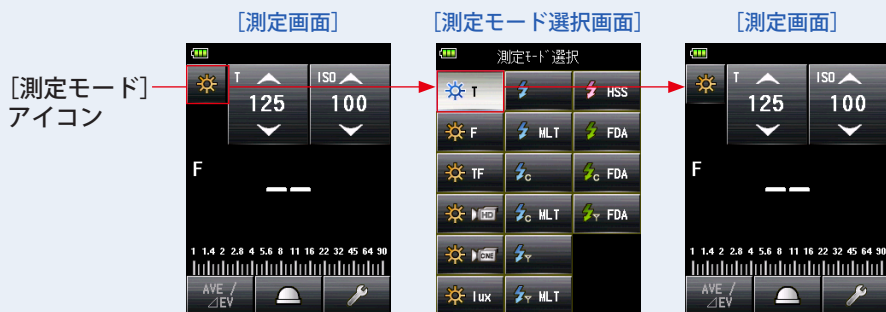 [測定画面]
[測定モード選択画面]
[測定画面]
[測定モード]
アイコン
T
125
ISO
100
F
1 1.4 2 2.8 4 5.6 8 11 16 22 32 45 64 90
AVE /
⊿EV
測定ﾓｰﾄﾞ選択
T
HSS
F
MLT
FDA
TF
C
C FDA
HD
C MLT
FDA
CINE
lux
MLT
T
125
ISO
100
F
1 1.4 2 2.8 4 5.6 8 11 16 22 32 45 64 90
AVE /
⊿EV